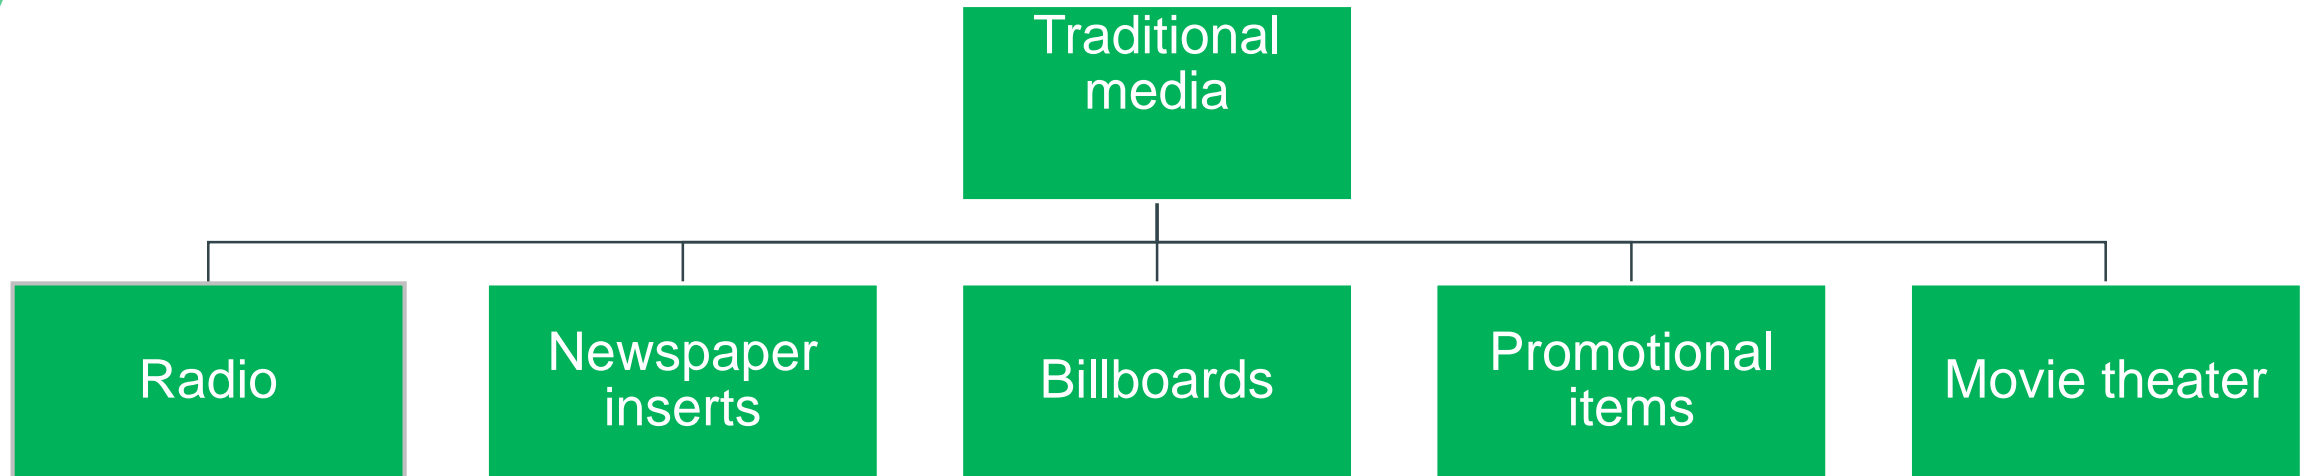 Traditional
media
Radio
Newspaper
inserts
Billboards
Promotional
items
Movie theater